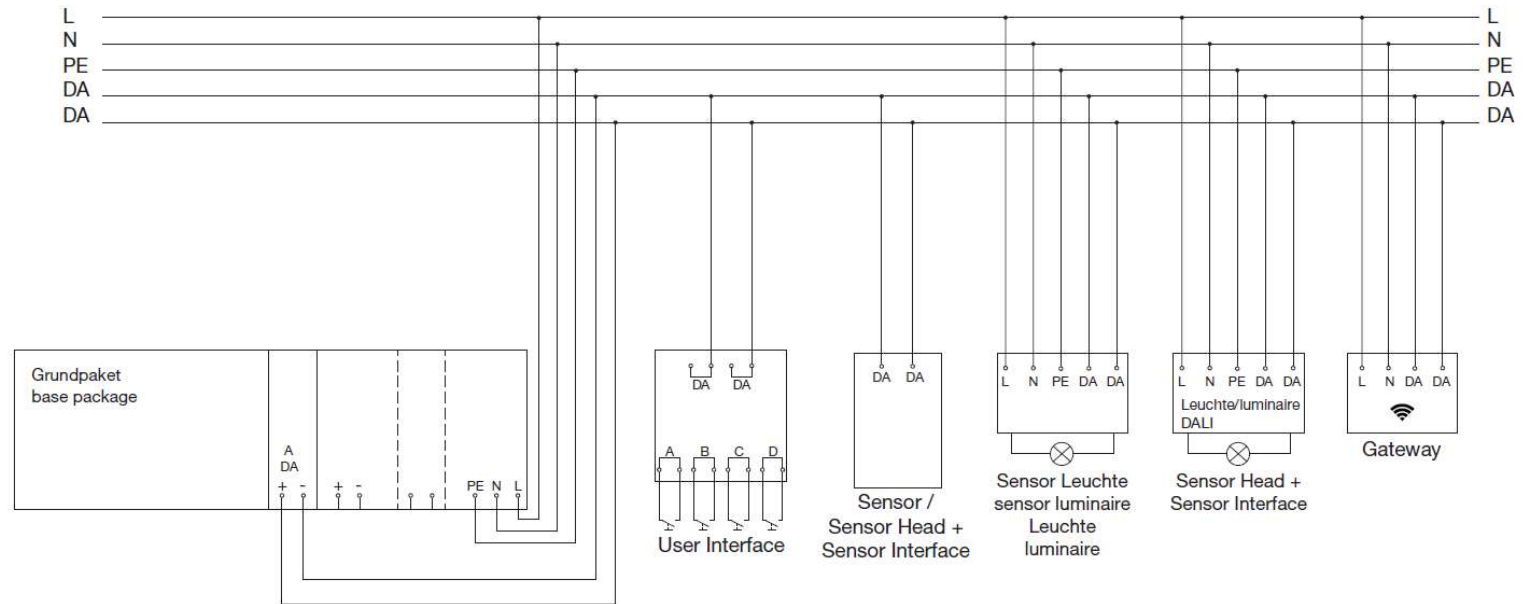 L L
N N
PE PE
DA DA
DA DA
Grundpaket
base package
A
DA
+ - + - PE N L
DA DA
A B C D
User Interface
DA DA
Sensor /
Sensor Head +
Sensor Interface
L N PE DA DA
Sensor Leuchte
sensor luminaire
Leuchte
luminaire
L N PE DA DA
Leuchte/luminaire
DALI
Sensor Head +
Sensor Interface
L N DA DA
Gateway